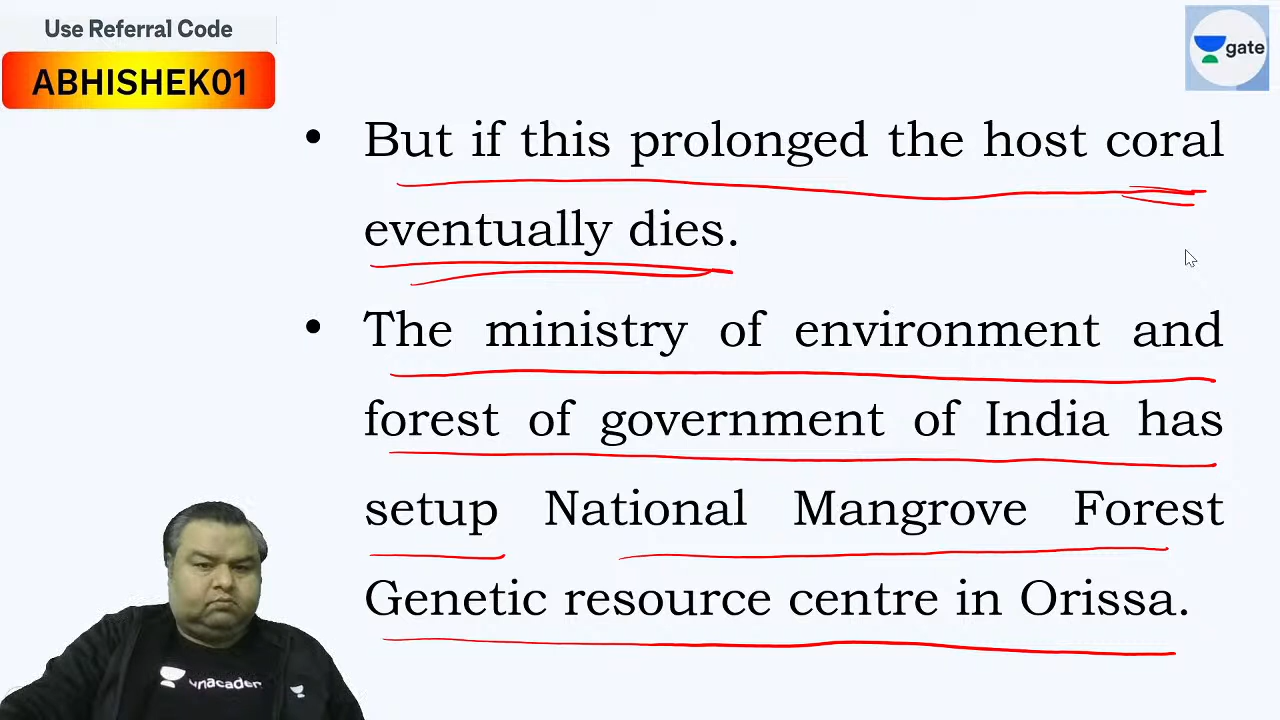 Use Referral Code
ABHISHEK01
gate
• But if this prolonged the host coral
eventually dies.
• The ministry of environment and
forest of government of India has
setup National Mangrove Forest
Genetic resource centre in Orissa.
unacademy